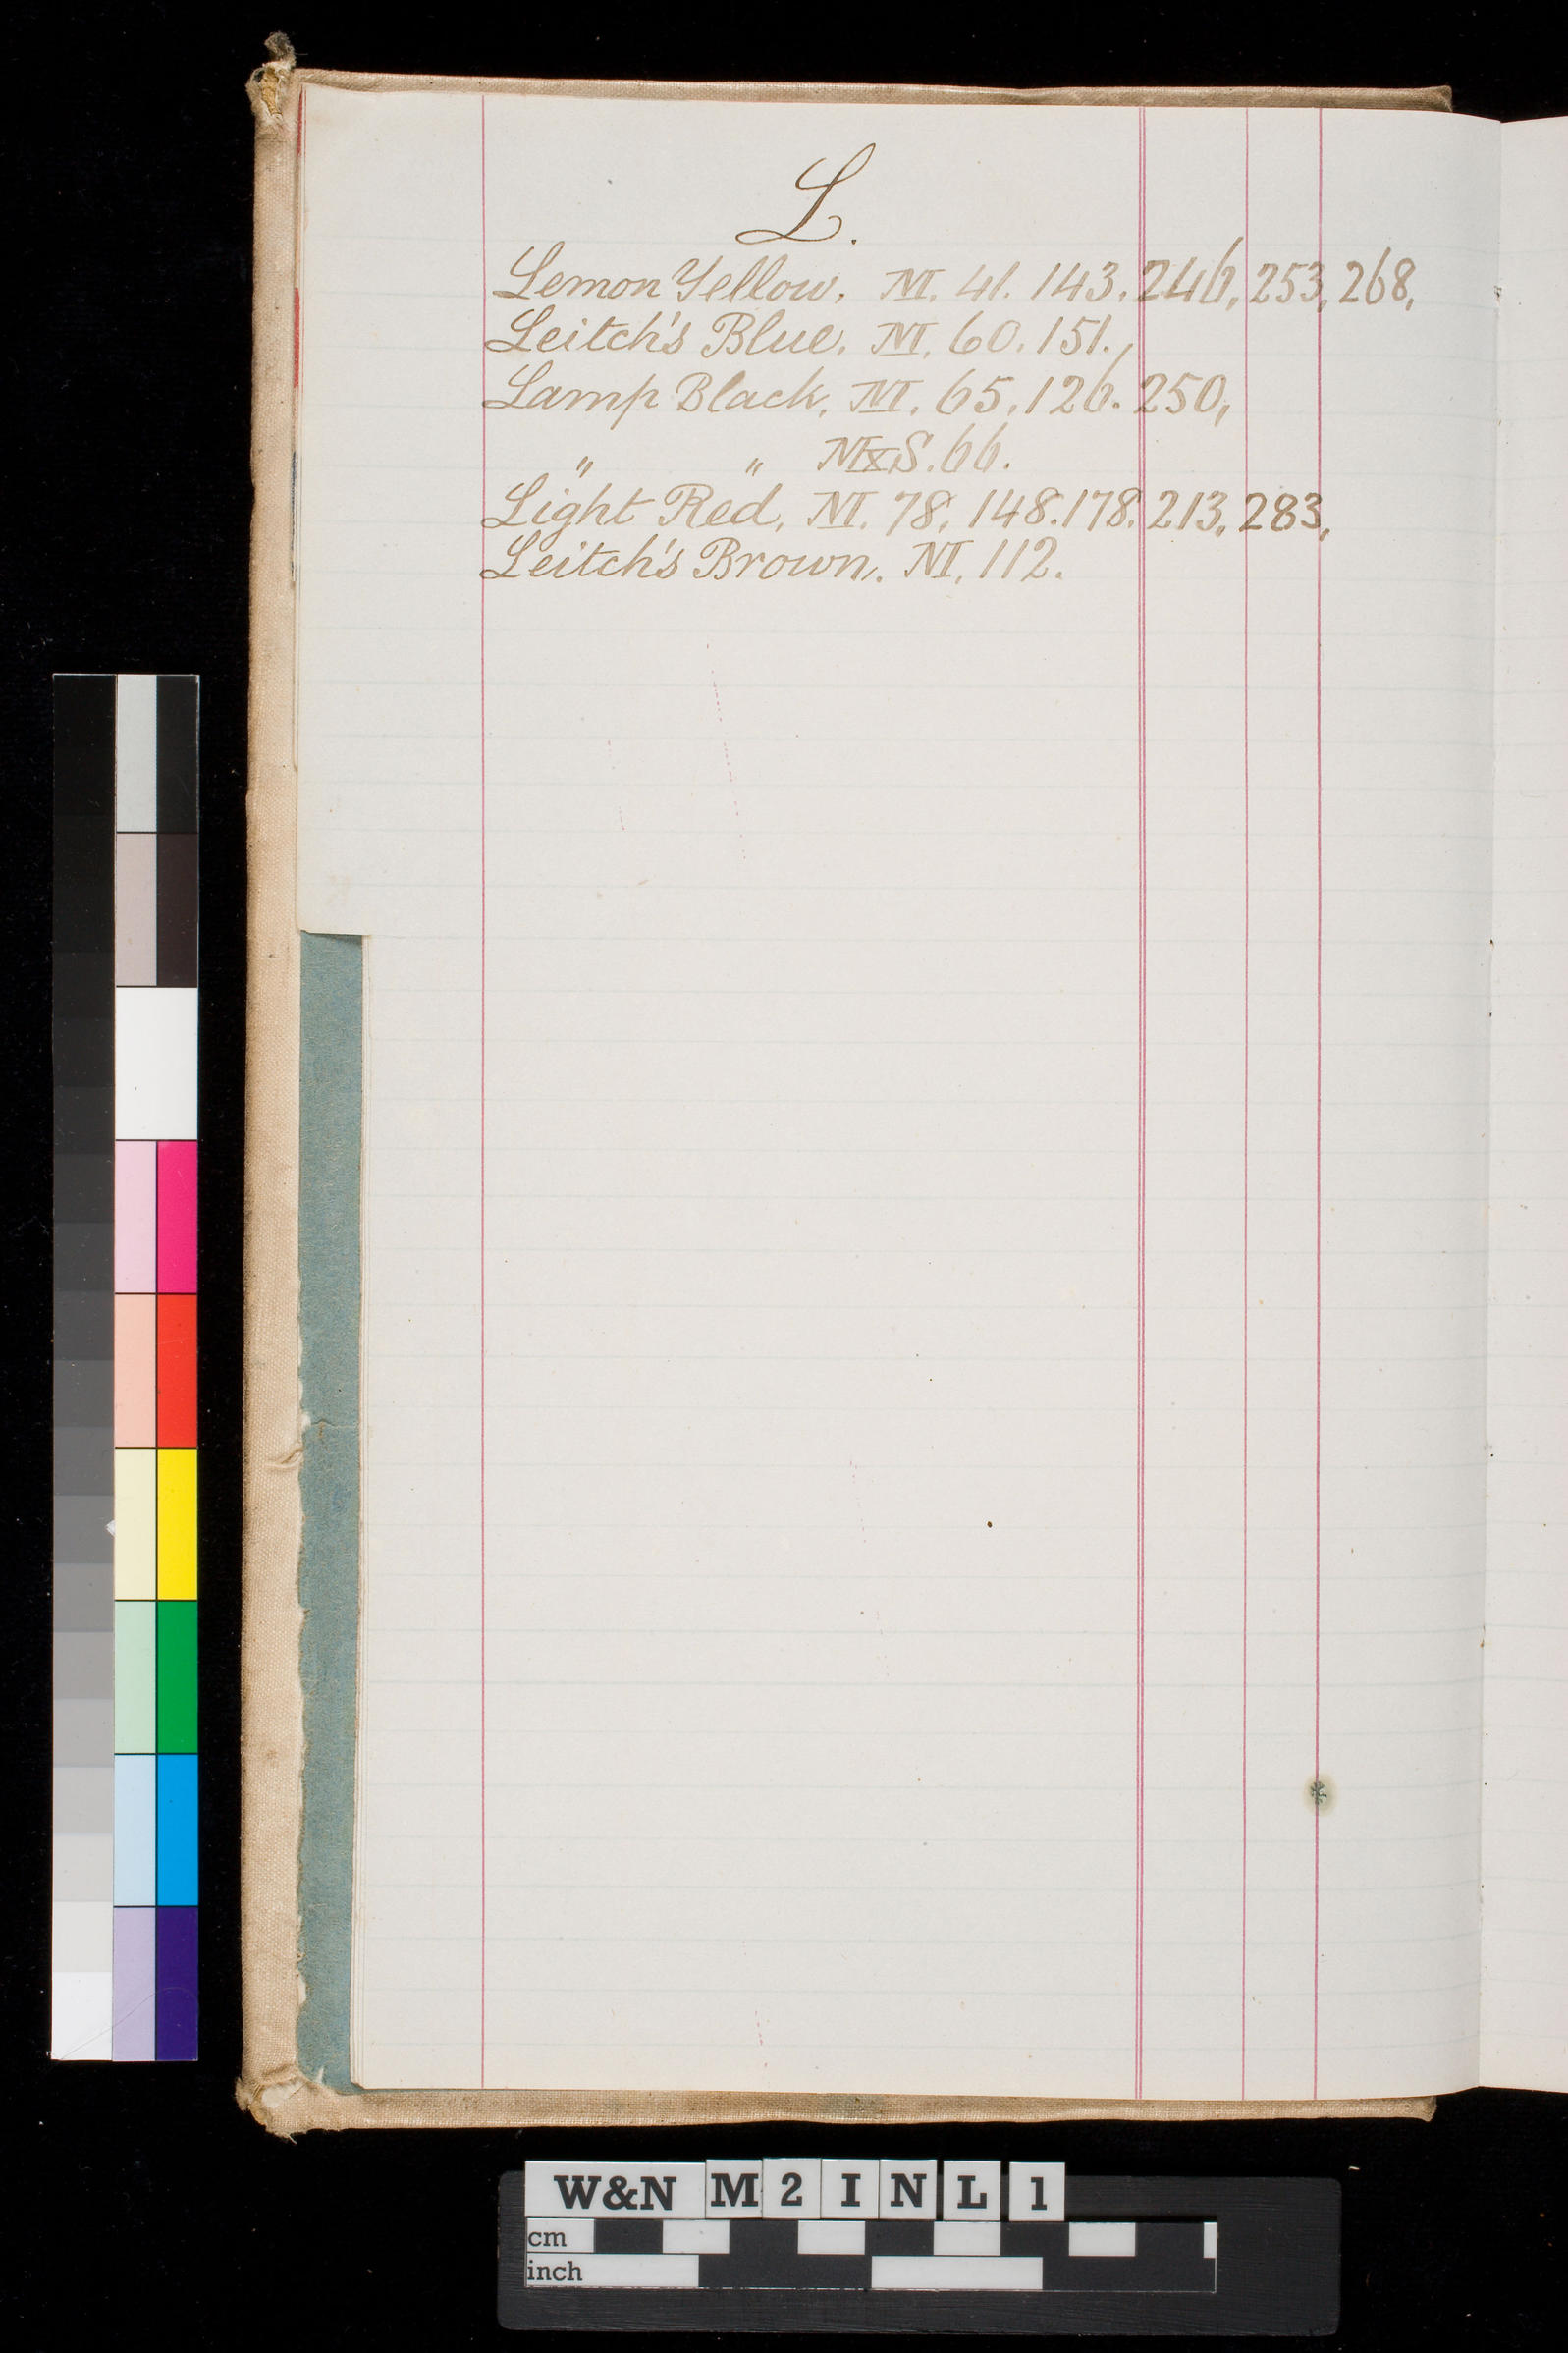 L.
Lemon Yellow. NI. 41. 143. 246, 253, 268,
Leitch's Blue. NI. 60. 151.,
Lamp Black. NI. 65, 126. 250,
" " S. 66.
Light Red, NI. 78, 148. 178. 213, 283,
Leitch's Brown. NI. 112.
W&N M 2 I N L 1
cm
inch